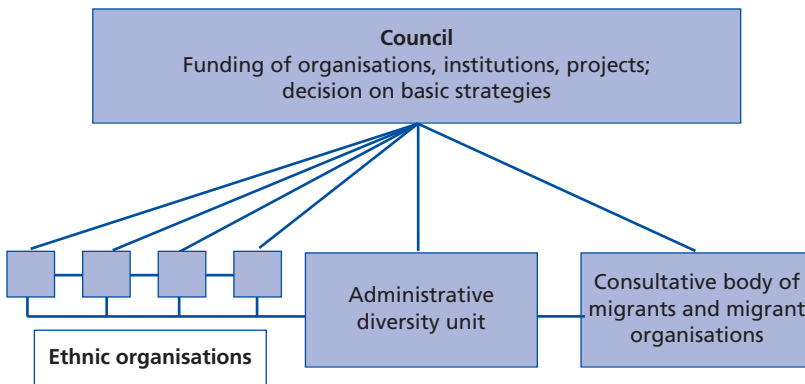 Council
Funding of organisations, institutions, projects;
decision on basic strategies
Administrative
diversity unit
Consultative body of
migrants and migrant
organisations
Ethnic organisations